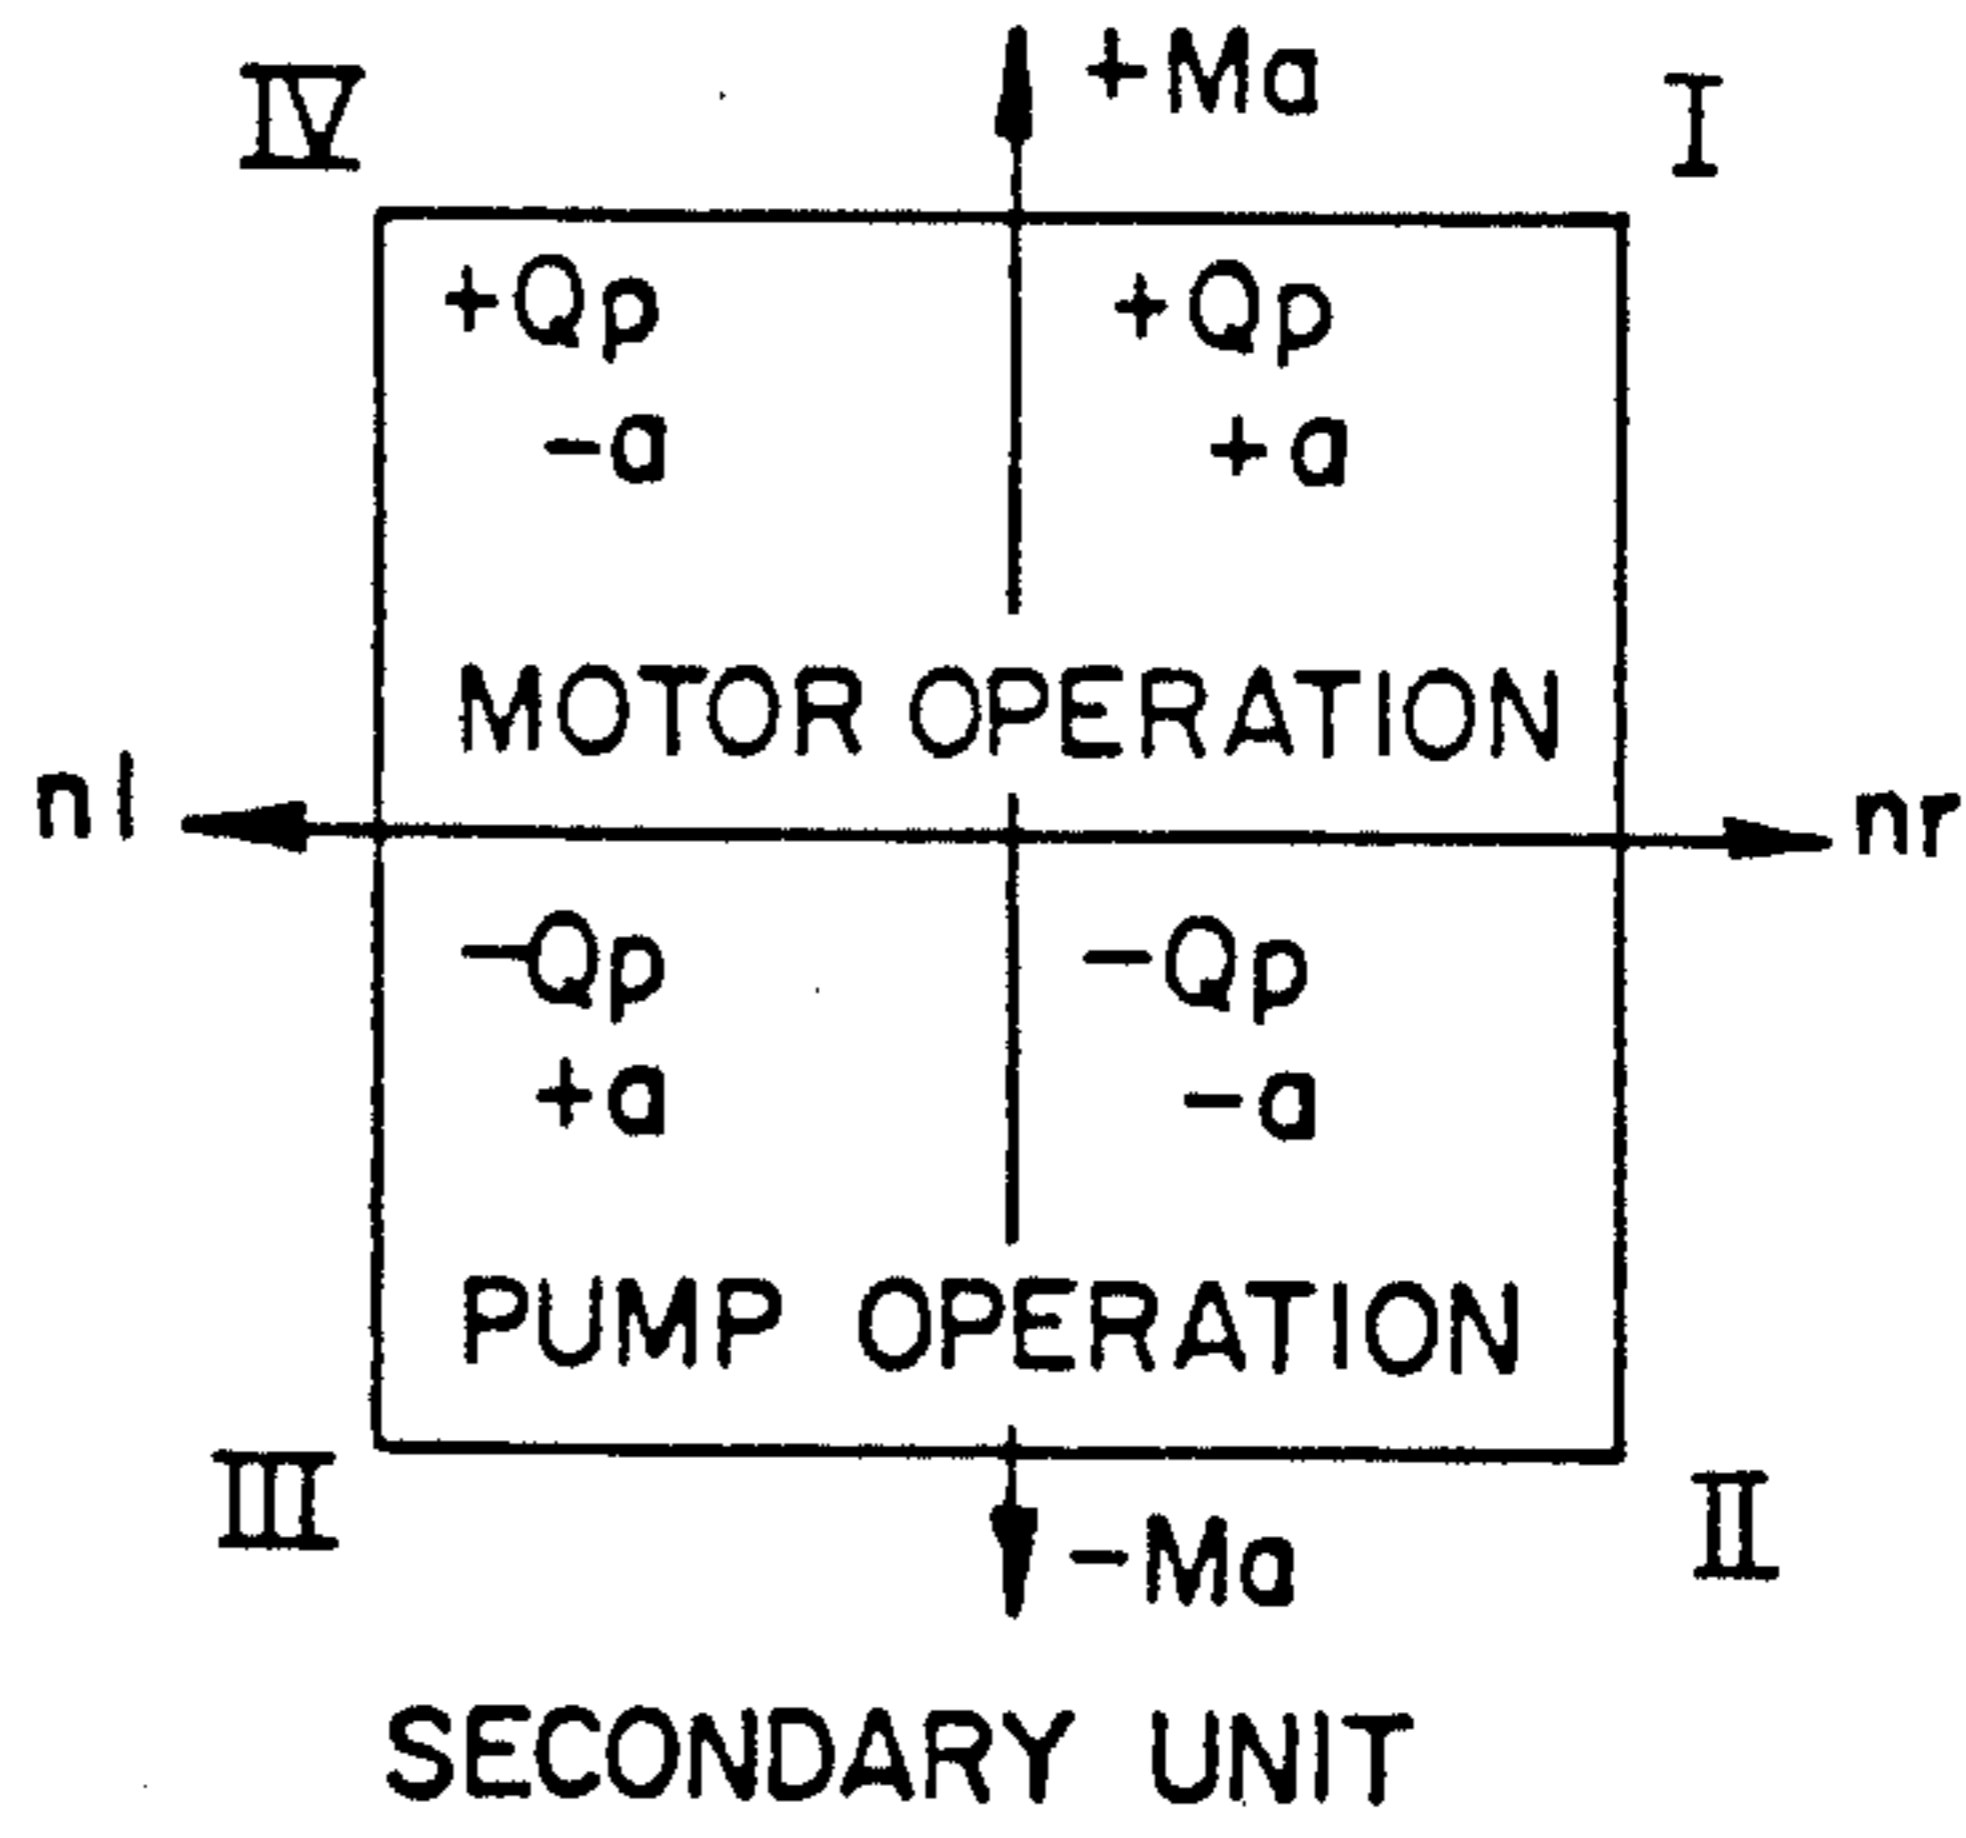 IV +Ma I
+Qp +Qp
-a +a
MOTOR OPERATION
nl nr
-Qp -Qp
+a -a
PUMP OPERATION
III -Ma II
SECONDARY UNIT